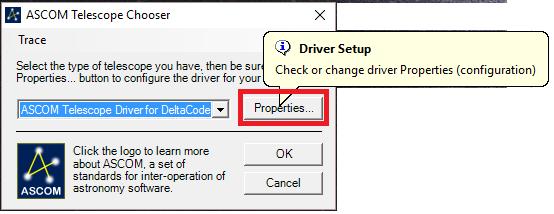 ASCOM Telescope Chooser
Trace
Driver Setup
Check or change driver Properties (configuration)
Select the type of telescope you have, then be sure
Properties... button to configure the driver for your
ASCOM Telescope Driver for DeltaCode
Properties...
Click the logo to learn more
about ASCOM, a set of
standards for inter-operation of
astronomy software.
ASCOM
OK
Cancel